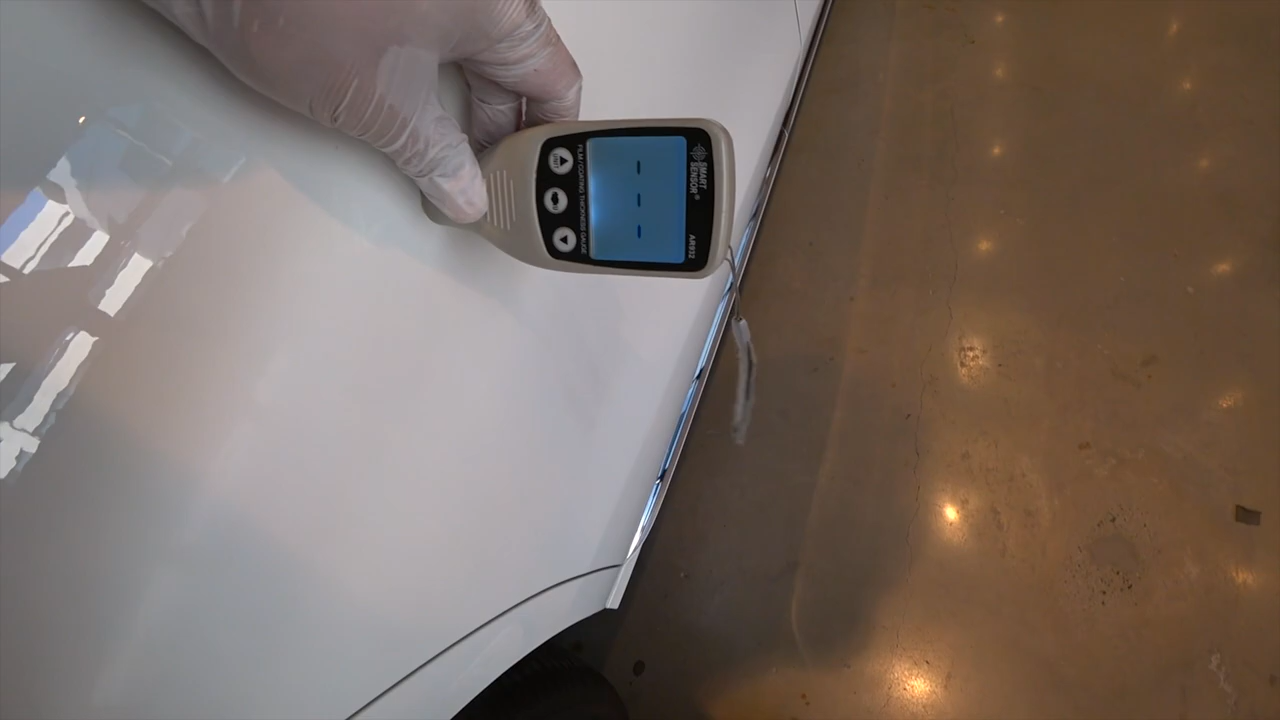 SMART
SENSOR®
AR932
- - -
FILM / COATING THICKNESS GAUGE